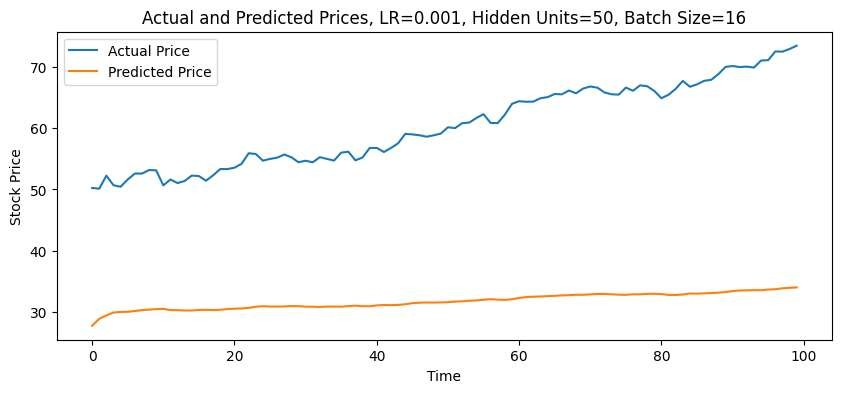 Actual and Predicted Prices, LR=0.001, Hidden Units=50, Batch Size=16
Actual Price
Predicted Price
Stock Price
70
60
50
40
30
0
20
40
60
80
100
Time